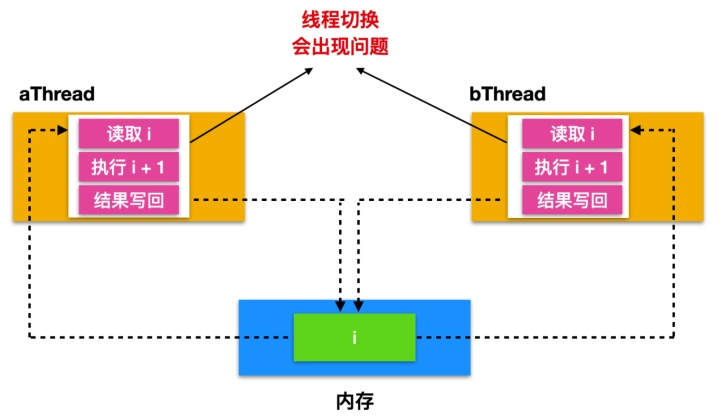 线程切换
会出现问题
aThread
bThread
读取 i
执行 i + 1
结果写回
读取 i
执行 i + 1
结果写回
i
内存